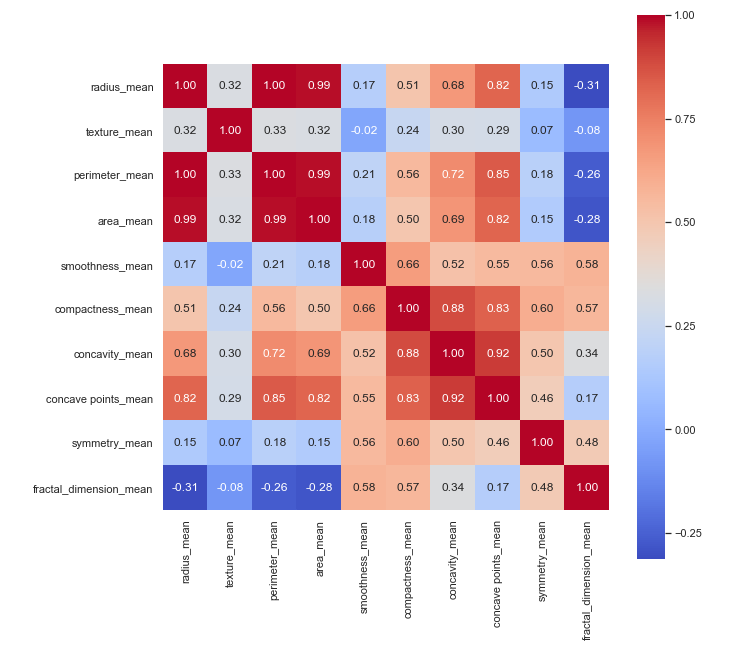 1.00
radius_mean 1.00 0.32 1.00 0.99 0.17 0.51 0.68 0.82 0.15 -0.31
0.75
texture_mean 0.32 1.00 0.33 0.32 -0.02 0.24 0.30 0.29 0.07 -0.08
perimeter_mean 1.00 0.33 1.00 0.99 0.21 0.56 0.72 0.85 0.18 -0.26
area_mean 0.99 0.32 0.99 1.00 0.18 0.50 0.69 0.82 0.15 -0.28
0.50
smoothness_mean 0.17 -0.02 0.21 0.18 1.00 0.66 0.52 0.55 0.56 0.58
compactness_mean 0.51 0.24 0.56 0.50 0.66 1.00 0.88 0.83 0.60 0.57
0.25
concavity_mean 0.68 0.30 0.72 0.69 0.52 0.88 1.00 0.92 0.50 0.34
concave points_mean 0.82 0.29 0.85 0.82 0.55 0.83 0.92 1.00 0.46 0.17
0.00
symmetry_mean 0.15 0.07 0.18 0.15 0.56 0.60 0.50 0.46 1.00 0.48
fractal_dimension_mean -0.31 -0.08 -0.26 -0.28 0.58 0.57 0.34 0.17 0.48 1.00
-0.25
radius_mean
texture_mean
perimeter_mean
area_mean
smoothness_mean
compactness_mean
concavity_mean
concave points_mean
symmetry_mean
fractal_dimension_mean